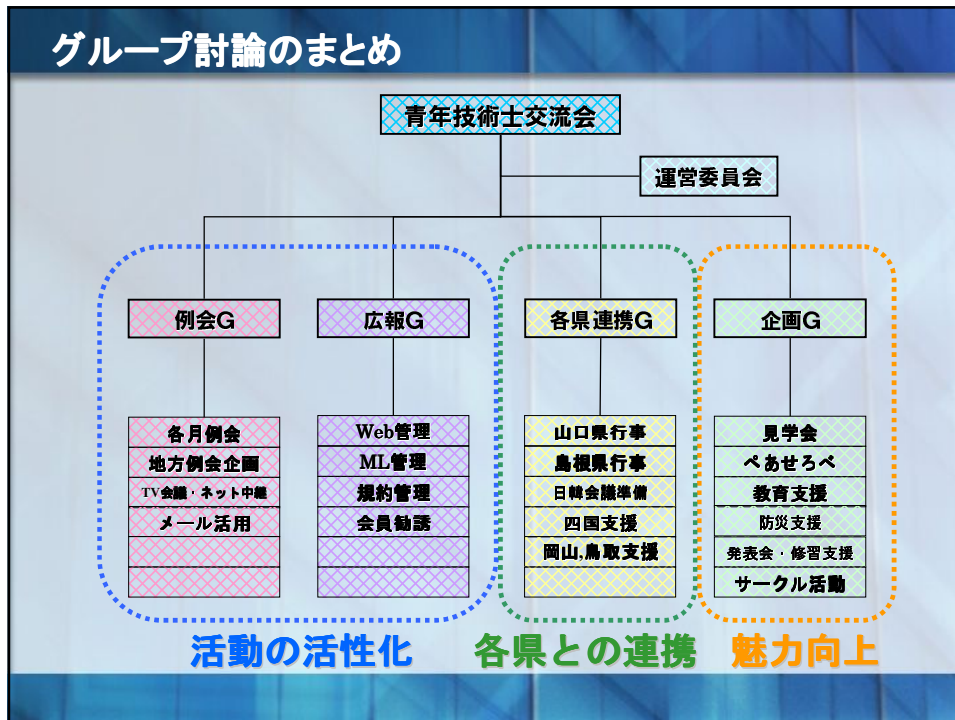 グループ討論のまとめ
青年技術士交流会
運営委員会
例会G
広報G
各県連携G
企画G
各月例会
地方例会企画
TV会議・ネット中継
メール活用
Web管理
ML管理
規約管理
会員勧誘
山口県行事
島根県行事
日韓会議準備
四国支援
岡山,鳥取支援
見学会
ぺあせろべ
教育支援
防災支援
発表会・修習支援
サークル活動
活動の活性化
各県との連携
魅力向上